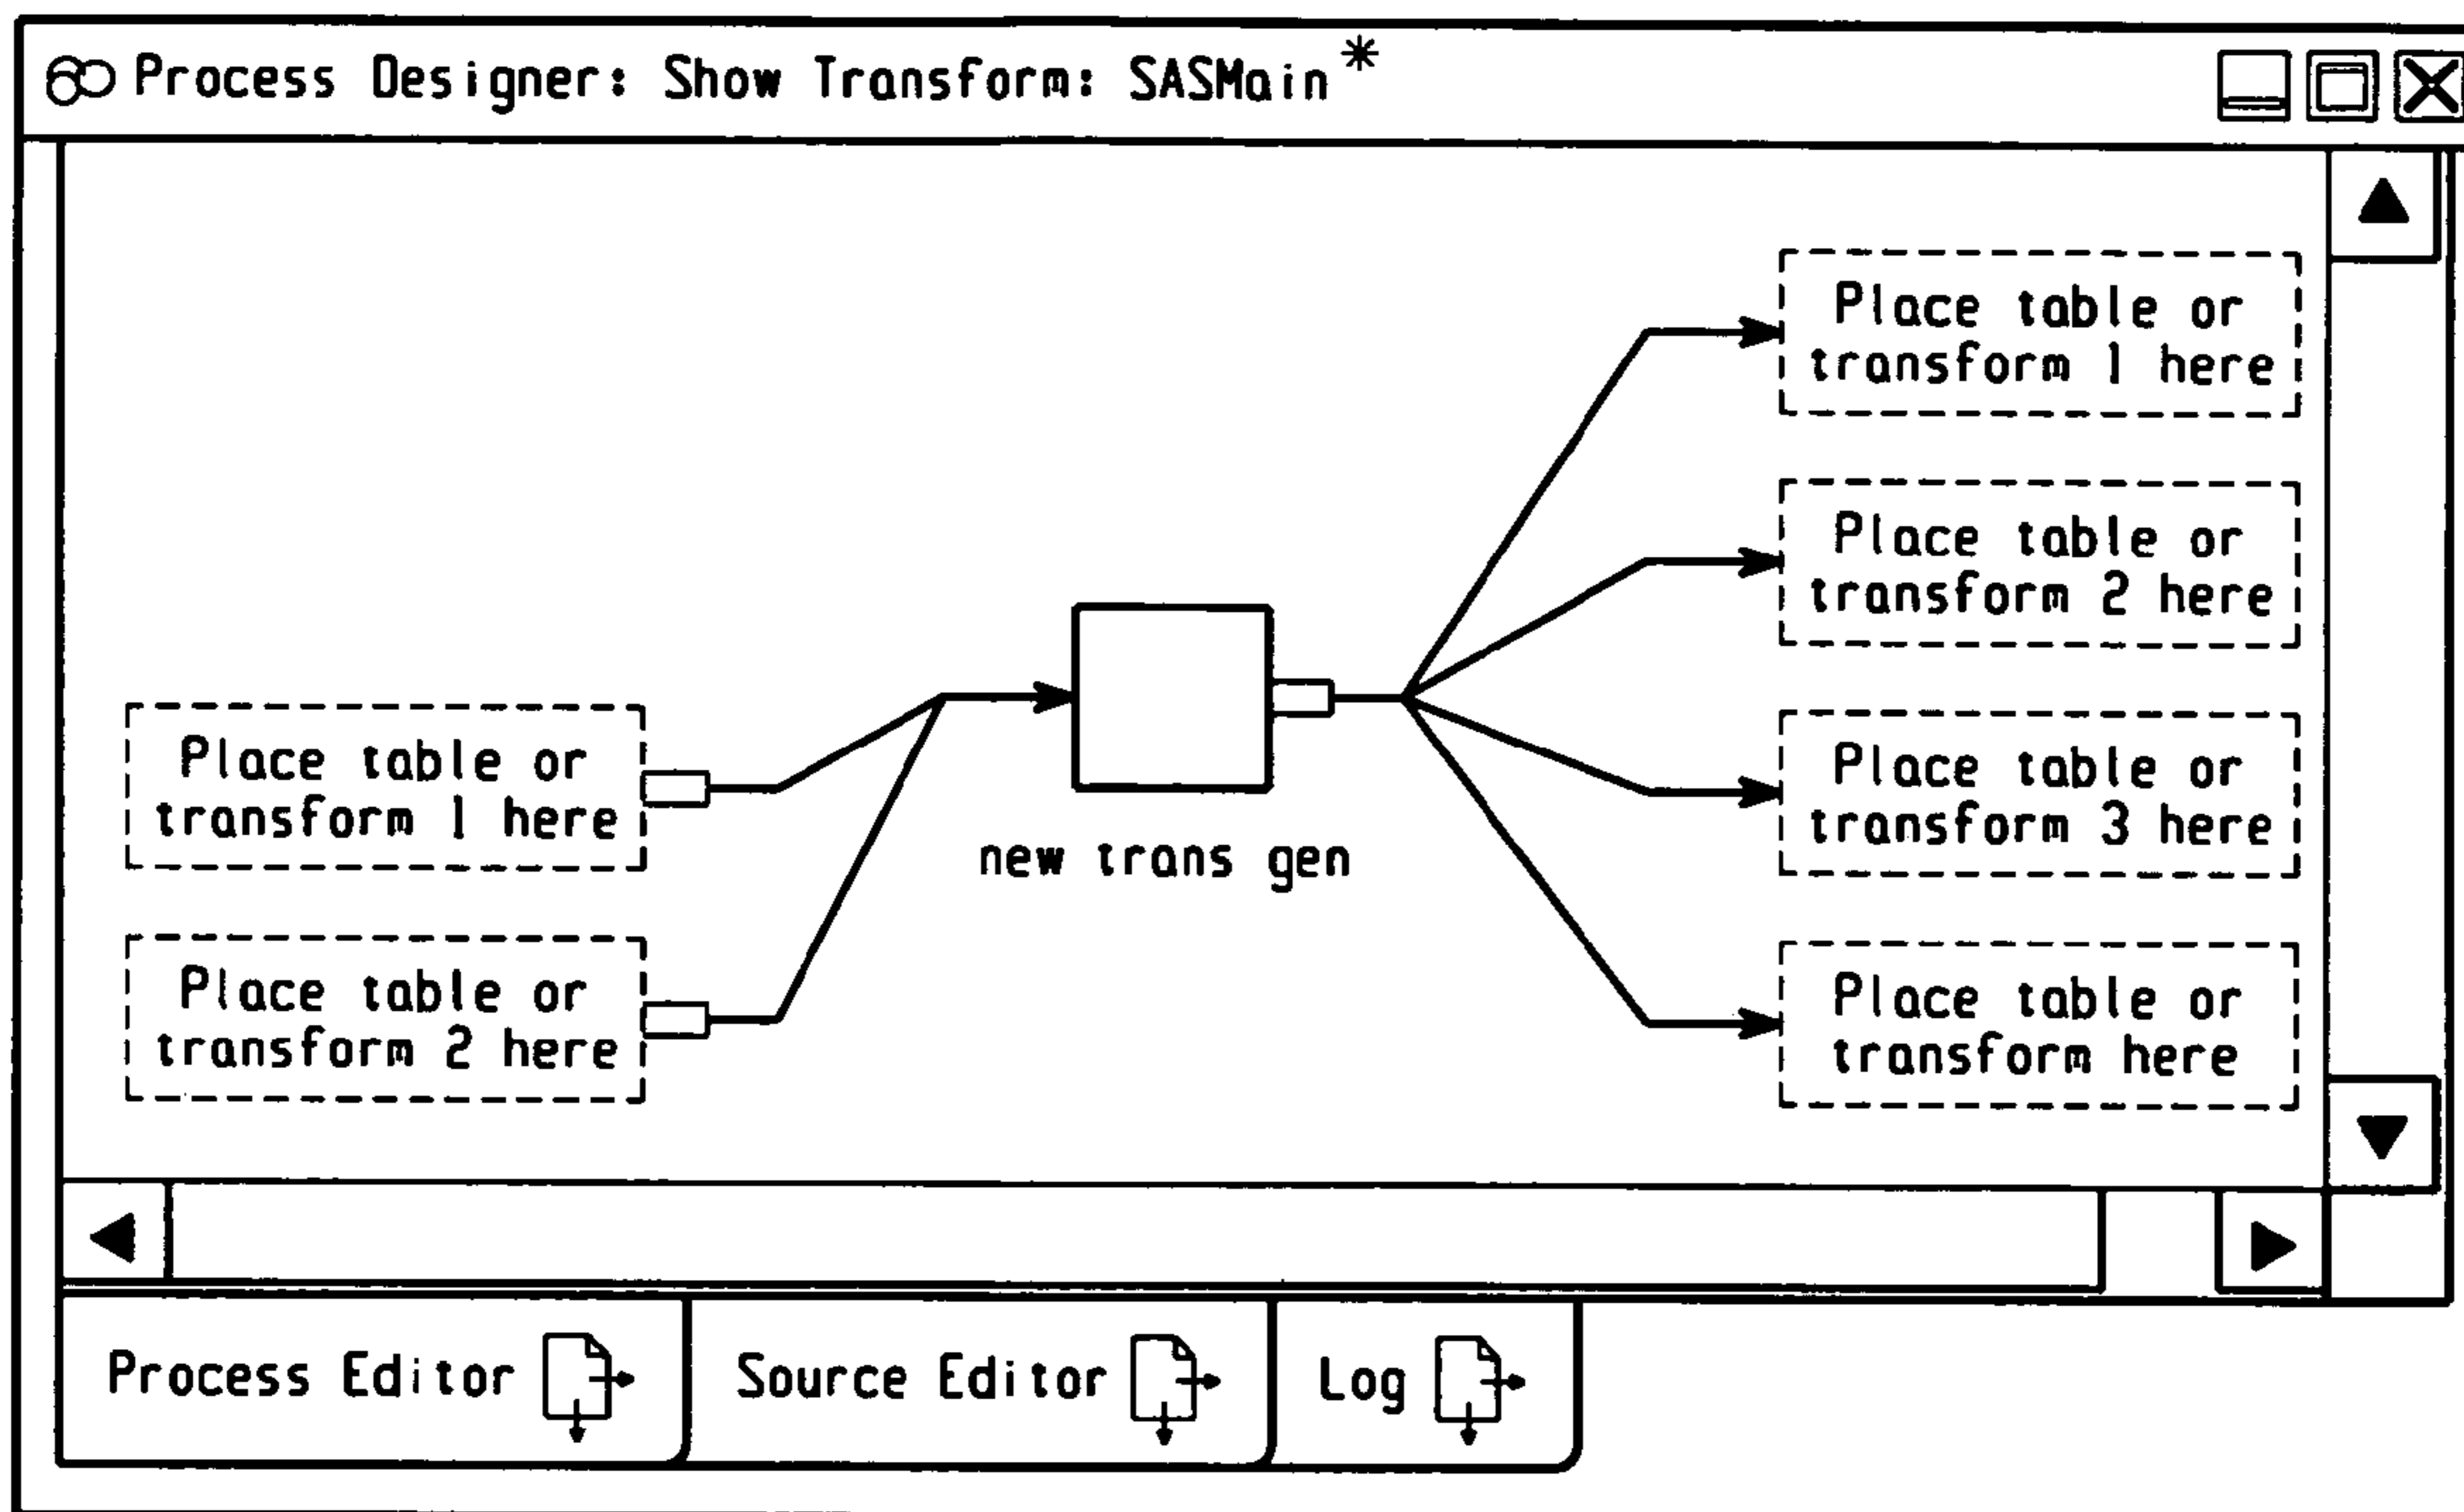 Process Designer: Show Transform: SASMain*
Place table or
transform 1 here
Place table or
transform 2 here
new trans gen
Place table or
transform 1 here
Place table or
transform 2 here
Place table or
transform 3 here
Place table or
transform here
Process Editor
Source Editor
Log